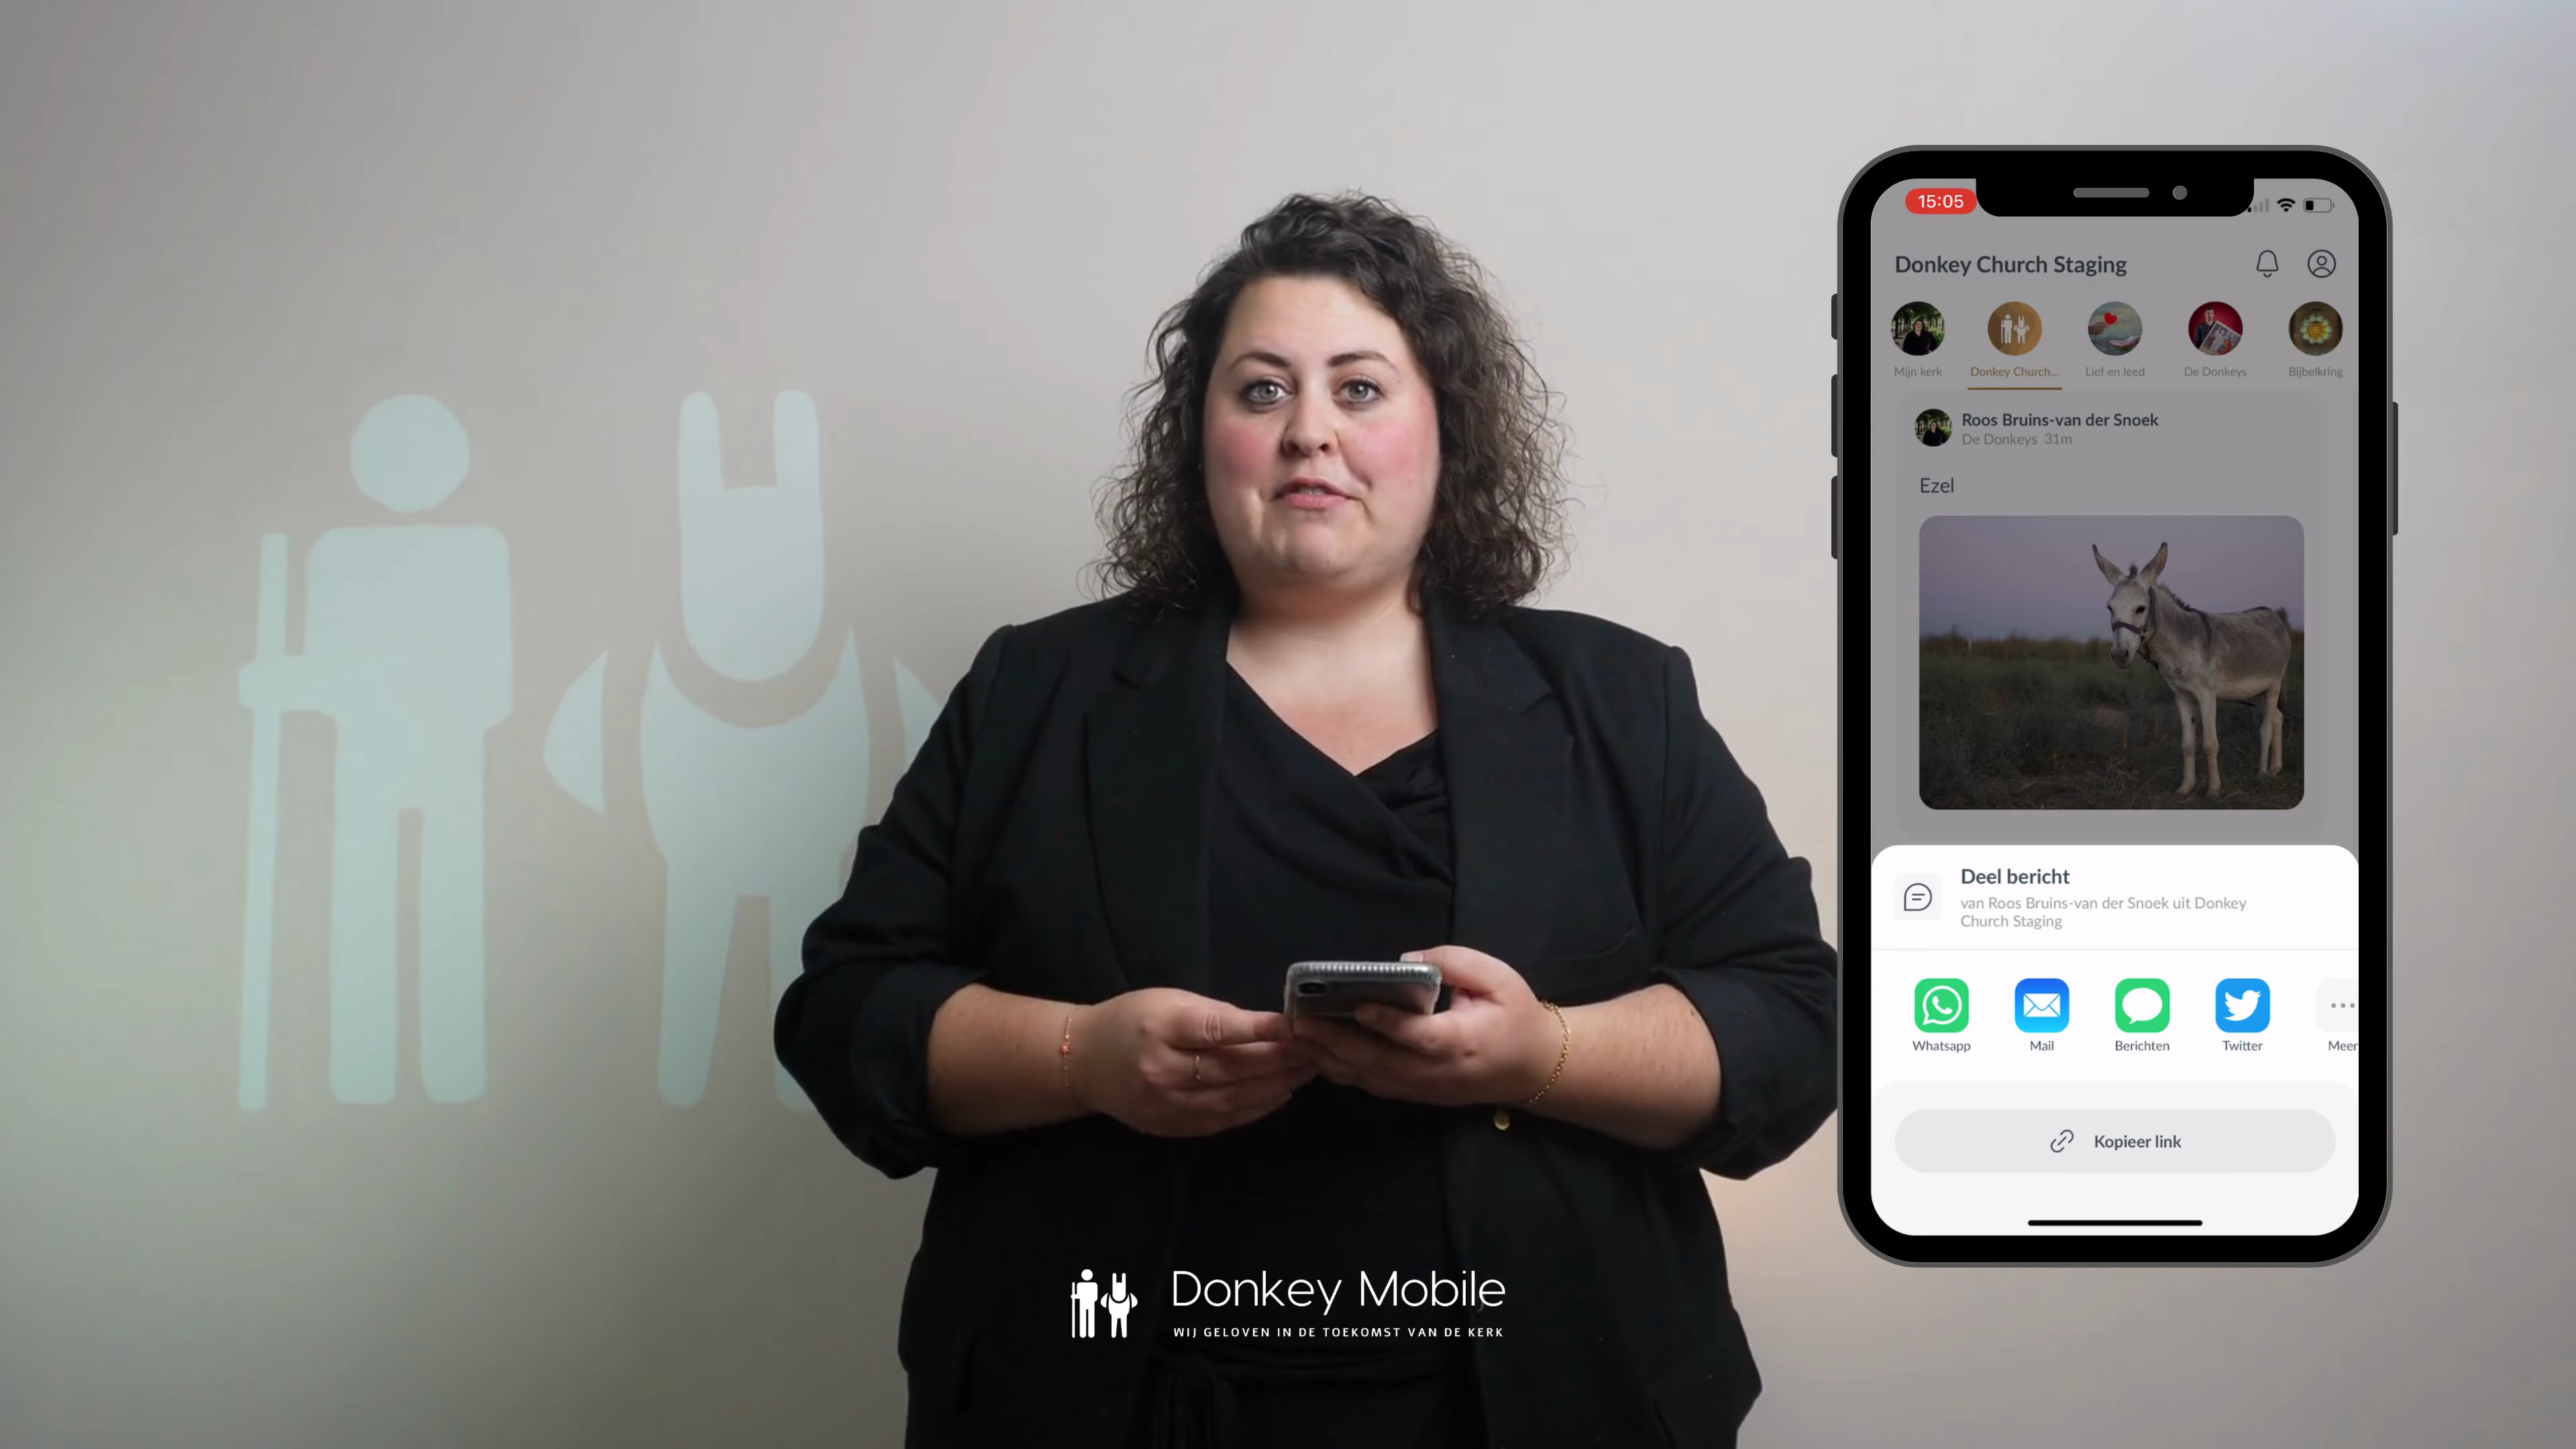 15:05
Donkey Church Staging
Mijn kerk
Donkey Church...
Lief en leed
De Donkeys
Bijbelkring
Roos Bruins-van der Snoek
De Donkeys 31m
Ezel
Deel bericht
van Roos Bruins-van der Snoek uit Donkey
Church Staging
Whatsapp
Mail
Berichten
Twitter
Meer
Kopieer link
Donkey Mobile
WIJ GELOVEN IN DE TOEKOMST VAN DE KERK